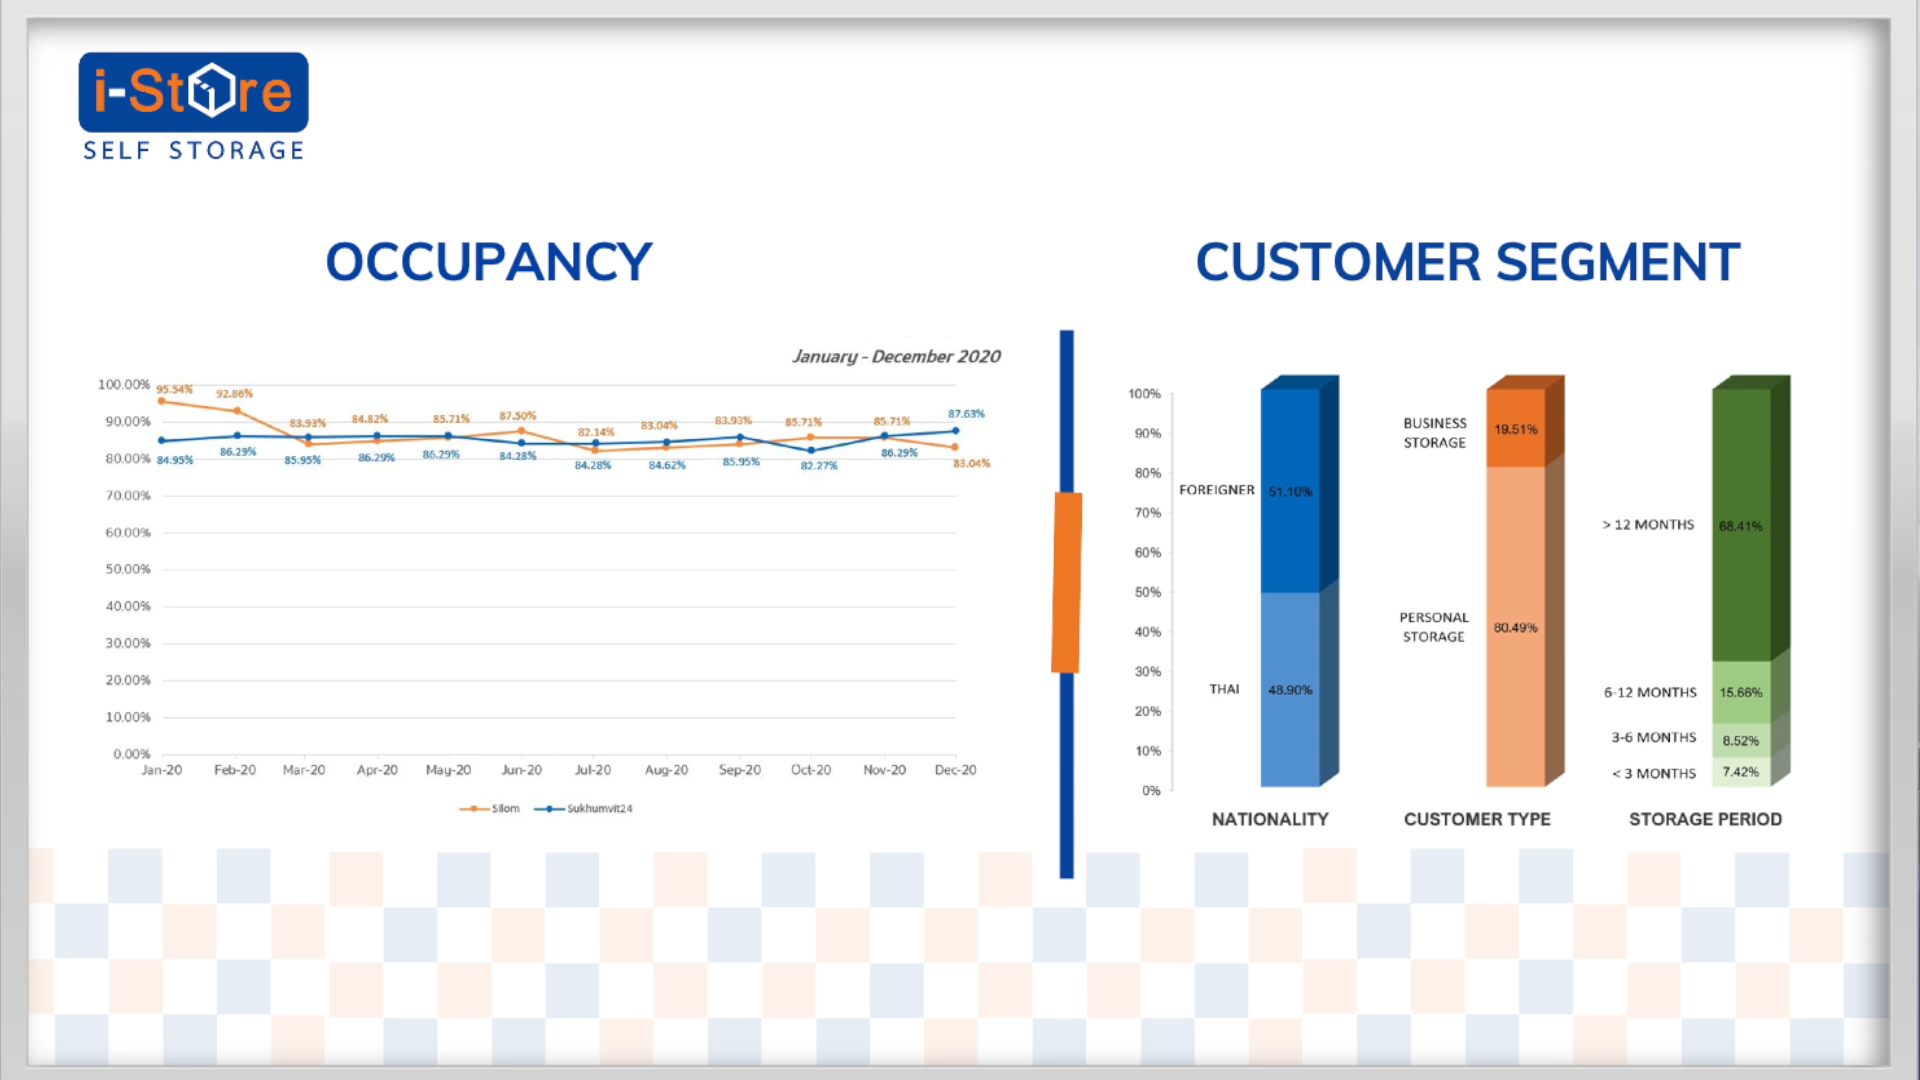 i-Store
SELF STORAGE
OCCUPANCY
January - December 2020
100.00%
90.00%
80.00%
70.00%
60.00%
50.00%
40.00%
30.00%
20.00%
10.00%
0.00%
95.54% 92.86% 83.93% 84.82% 85.71% 87.50% 82.14% 83.04% 83.93% 85.71% 85.71% 83.04%
84.95% 86.29% 85.95% 86.29% 86.29% 84.28% 84.28% 84.62% 85.95% 82.27% 86.29% 87.63%
Jan-20 Feb-20 Mar-20 Apr-20 May-20 Jun-20 Jul-20 Aug-20 Sep-20 Oct-20 Nov-20 Dec-20
Silom Sukhumvit24
CUSTOMER SEGMENT
100%
90%
80%
70%
60%
50%
40%
30%
20%
10%
0%
FOREIGNER 51.10%
THAI 48.90%
NATIONALITY
BUSINESS
STORAGE
19.51%
PERSONAL
STORAGE
80.49%
CUSTOMER TYPE
> 12 MONTHS 68.41%
6-12 MONTHS 15.66%
3-6 MONTHS 8.52%
< 3 MONTHS 7.42%
STORAGE PERIOD